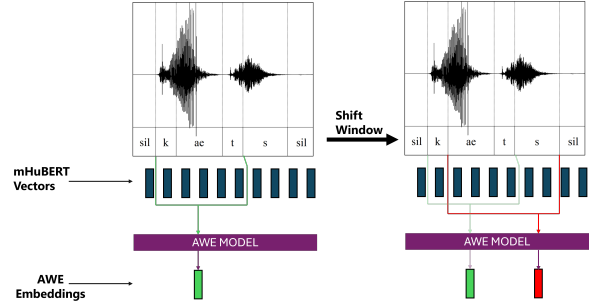 sil k ae t s sil
Shift
Window
sil k ae t s sil
mHuBERT
Vectors
AWE MODEL
AWE MODEL
AWE
Embeddings